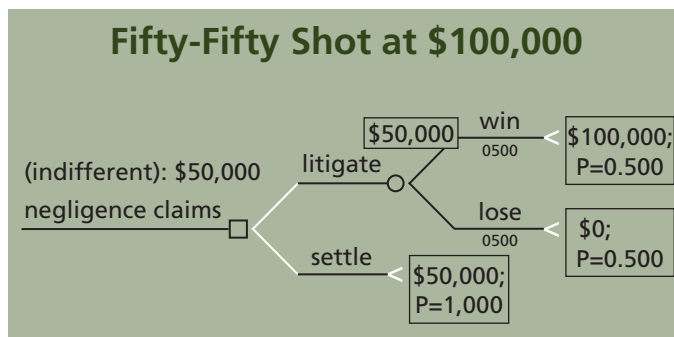 Fifty-Fifty Shot at $100,000
(indifferent): $50,000
negligence claims
litigate
$50,000
win
0500
$100,000;
P=0.500
lose
0500
$0;
P=0.500
settle
$50,000;
P=1,000